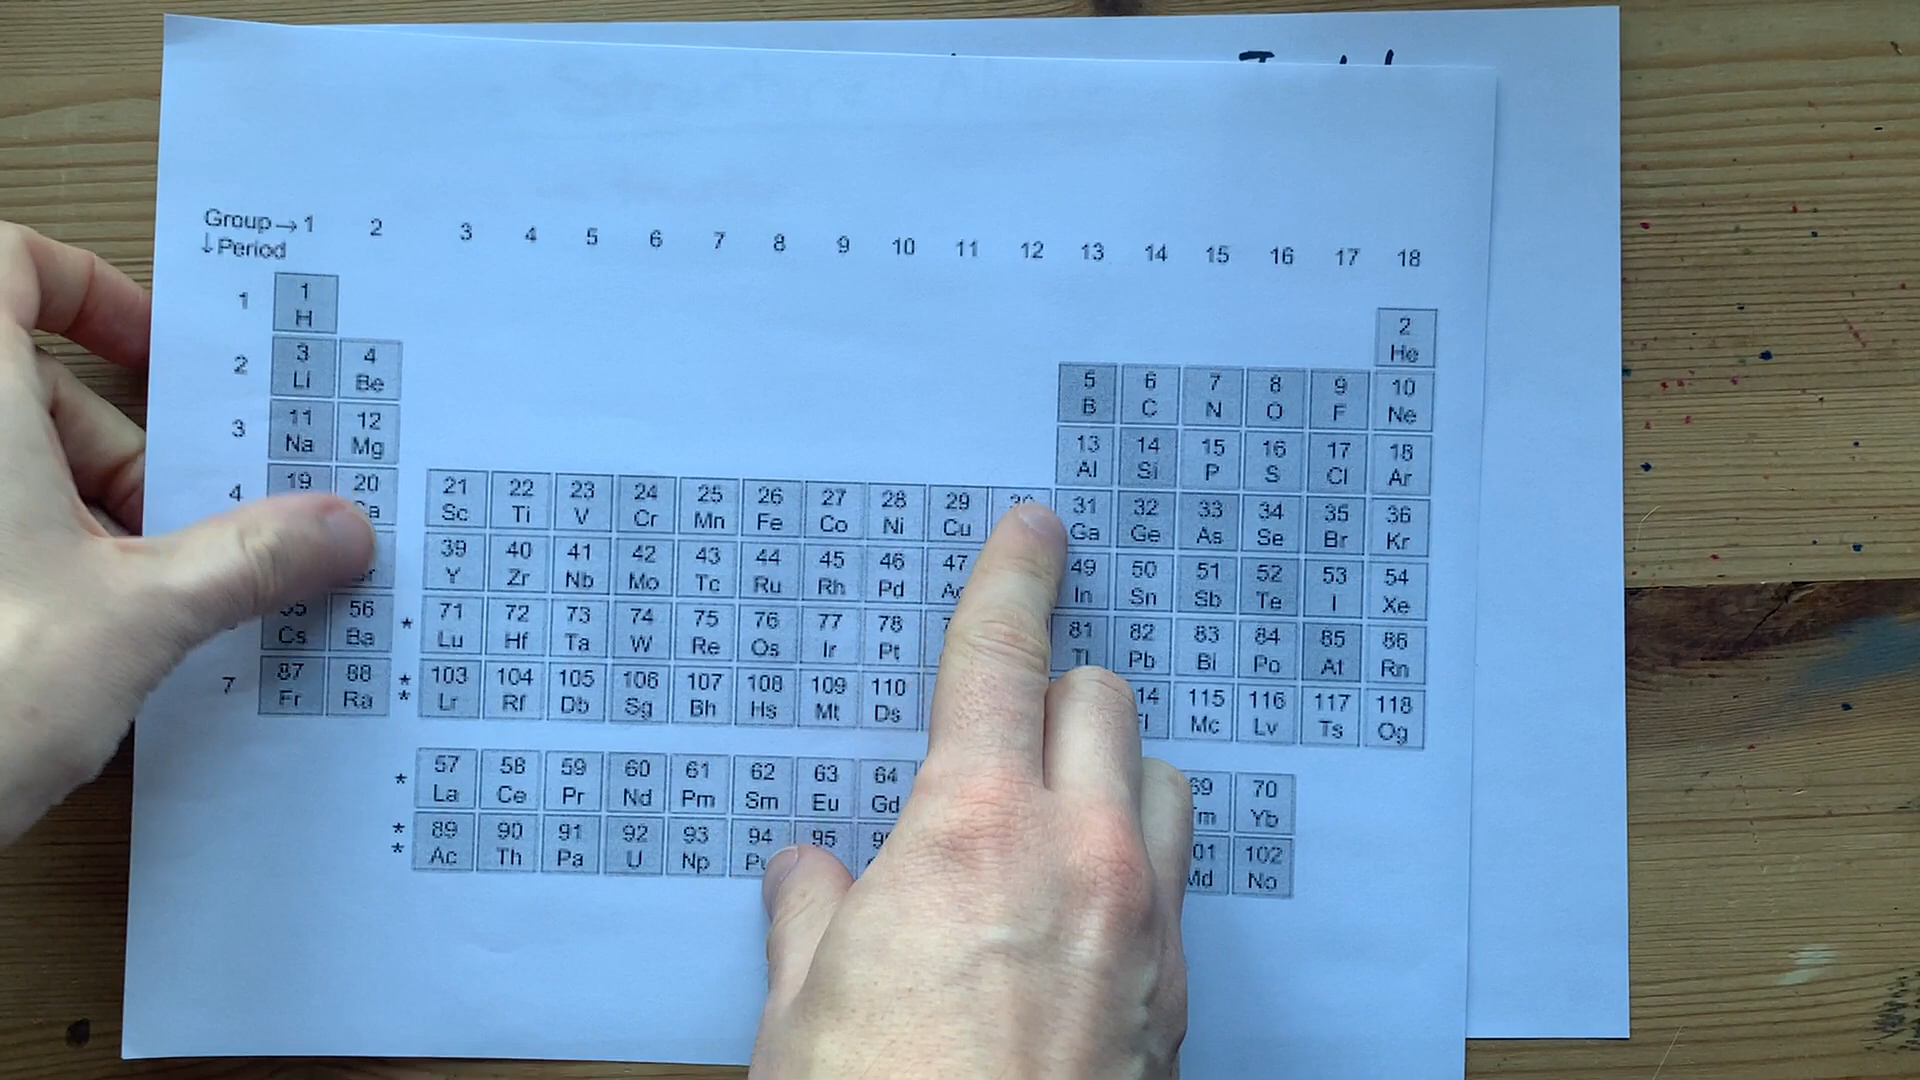 Group→ 1 2 3 4 5 6 7 8 9 10 11 12 13 14 15 16 17 18
↓Period
1 1 2
H He
2 3 4 5 6 7 8 9 10
Li Be B C N O F Ne
3 11 12 13 14 15 16 17 18
Na Mg Al Si P S Cl Ar
4 19 20 21 22 23 24 25 26 27 28 29 31 32 33 34 35 36
Sc Ti V Cr Mn Fe Co Ni Cu Ga Ge As Se Br Kr
39 40 41 42 43 44 45 46 47 49 50 51 52 53 54
Y Zr Nb Mo Tc Ru Rh Pd In Sn Sb Te I Xe
56 * 71 72 73 74 75 76 77 78 81 82 83 84 85 86
Cs Ba Lu Hf Ta W Re Os Ir Pt Pb Bi Po At Rn
7 87 88 * 103 104 105 106 107 108 109 110 115 116 117 118
Fr Ra * Lr Rf Db Sg Bh Hs Mt Ds Mc Lv Ts Og
* 57 58 59 60 61 62 63 64 70
La Ce Pr Nd Pm Sm Eu Gd Yb
* 89 90 91 92 93 94 95 102
* Ac Th Pa U Np No